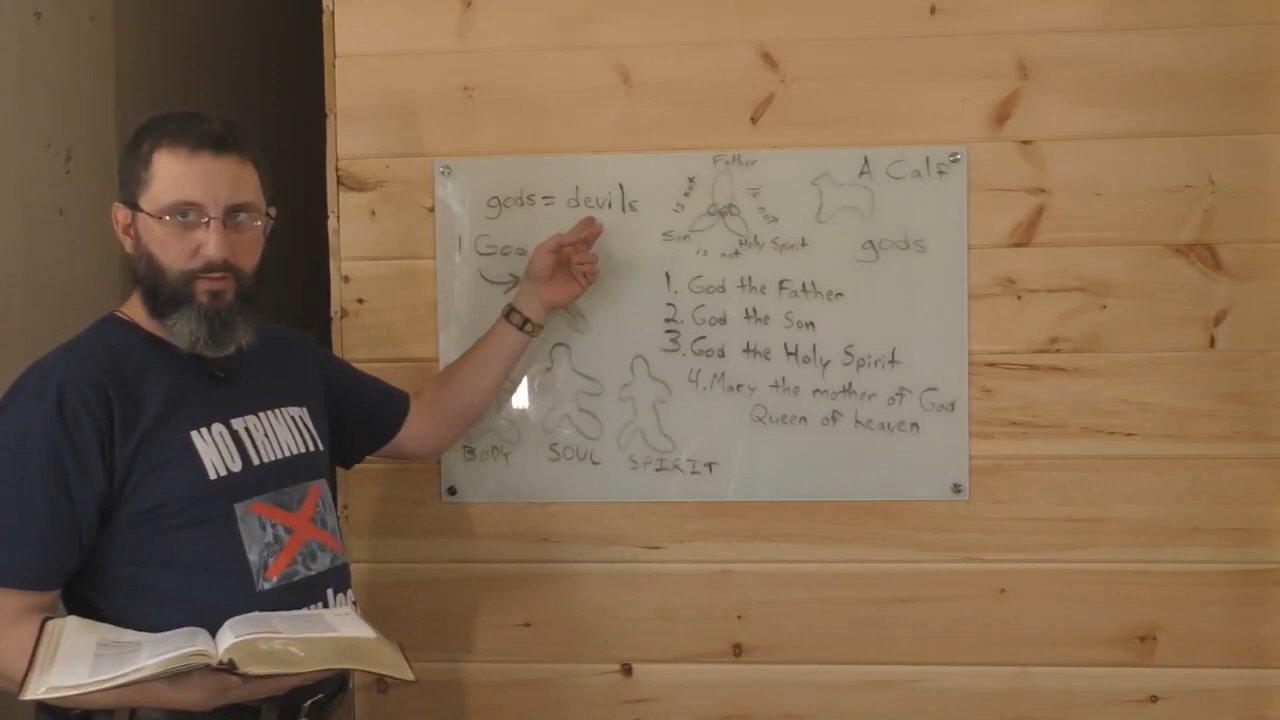 gods = devils
1 God
Father
is not
is not
God
Son
is not
Holy Spirit
A Calf
gods
1. God the Father
2. God the Son
3. God the Holy Spirit
4. Mary the mother of God
Queen of heaven
BODY
SOUL
SPIRIT
NO TRINITY